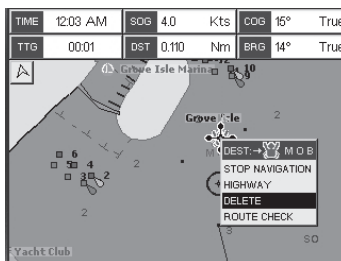 TIME 12:03 AM SOG 4.0 Kts COG 15° True
TTG 00:01 DST 0.110 Nm BRG 14° True
Grove Isle Marina 12 10
9
Grove Isle
2
M
DEST:→ M O B
6
5 4
3 2
2
STOP NAVIGATION
HIGHWAY
DELETE
ROUTE CHECK
2
3
SO
Yacht Club